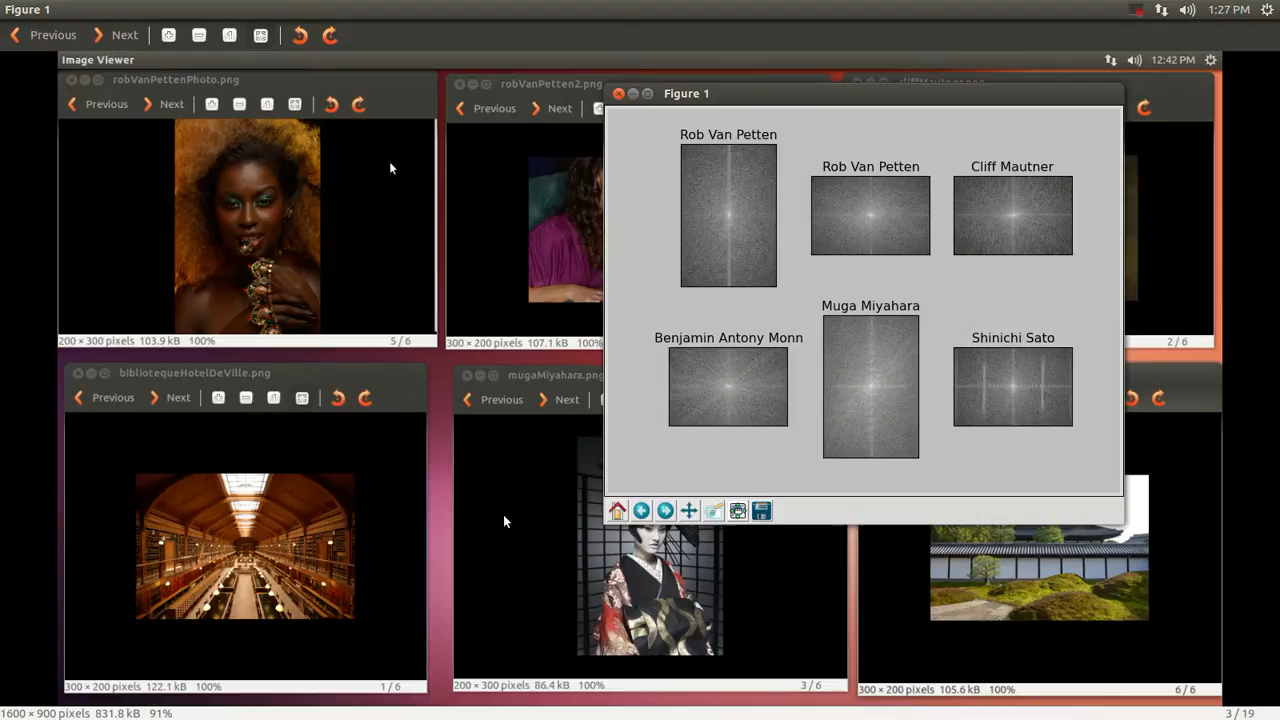 Figure 1
1:27 PM
Previous
Next
Image Viewer
12:42 PM
robVanPettenPhoto.png
Previous
Next
200 × 300 pixels 103.9 kB 100%
5 / 6
robVanPetten2.png
Previous
Next
300 × 200 pixels 107.1 kB 100%
2 / 6
Figure 1
Rob Van Petten
Rob Van Petten
Cliff Mautner
Muga Miyahara
Benjamin Antony Monn
Shinichi Sato
bibliotequeHotelDeVille.png
Previous
Next
300 × 200 pixels 122.1 kB 100%
1 / 6
mugaMiyahara.png
Previous
Next
200 × 300 pixels 86.4 kB 100%
3 / 6
300 × 200 pixels 105.6 kB 100%
6 / 6
1600 × 900 pixels 831.8 kB 91%
3 / 19